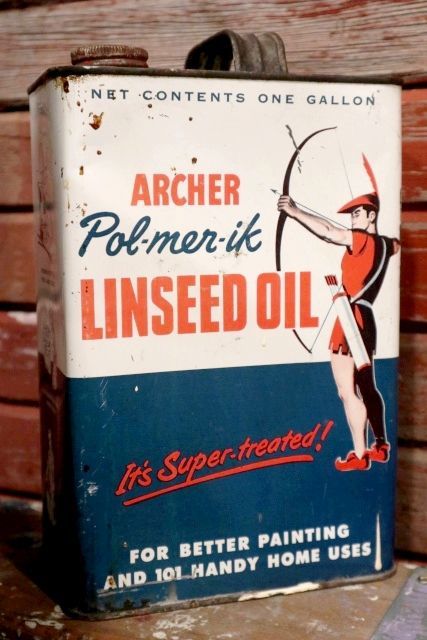 NET CONTENTS ONE GALLON
ARCHER
Pol-mer-ik
LINSEED OIL
It's Super-treated!
FOR BETTER PAINTING
AND 101 HANDY HOME USES